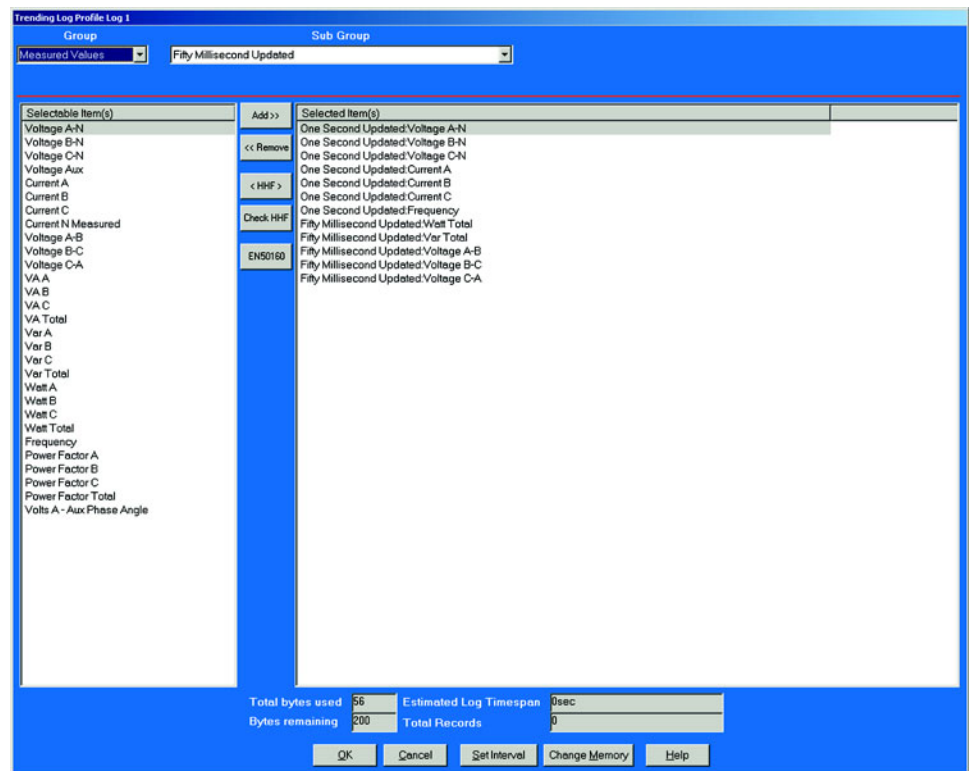 Trending Log Profile Log 1
Group
Sub Group
Measured Values
Fifty Millisecond Updated
Selectable Item(s)
Voltage A-N
Voltage B-N
Voltage C-N
Voltage Aux
Current A
Current B
Current C
Current N Measured
Voltage A-B
Voltage B-C
Voltage C-A
VA A
VA B
VA C
VA Total
Var A
Var B
Var C
Var Total
Watt A
Watt B
Watt C
Watt Total
Frequency
Power Factor A
Power Factor B
Power Factor C
Power Factor Total
Volts A - Aux Phase Angle
Add >>
<< Remove
< HHF >
Check HHF
EN50160
Selected Item(s)
One Second Updated:Voltage A-N
One Second Updated:Voltage B-N
One Second Updated:Voltage C-N
One Second Updated:Current A
One Second Updated:Current B
One Second Updated:Current C
One Second Updated:Frequency
Fifty Millisecond Updated:Watt Total
Fifty Millisecond Updated:Var Total
Fifty Millisecond Updated:Voltage A-B
Fifty Millisecond Updated:Voltage B-C
Fifty Millisecond Updated:Voltage C-A
Total bytes used 56 Estimated Log Timespan 0sec
Bytes remaining 200 Total Records 0
OK Cancel Set Interval Change Memory Help